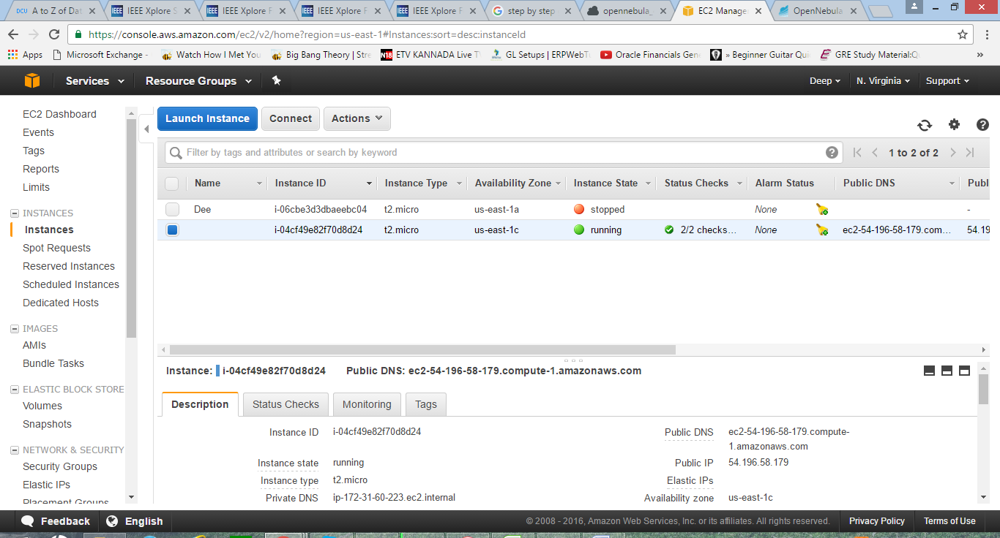 DCU A to Z of Dat
IEEE IEEE Xplore S
IEEE IEEE Xplore F
IEEE IEEE Xplore F
IEEE IEEE Xplore F
step by step
opennebula_
EC2 Manage
OpenNebula
https://console.aws.amazon.com/ec2/v2/home?region=us-east-1#Instances:sort=desc:instanceId
Apps Microsoft Exchange - Watch How I Met You Big Bang Theory | Stre N18 ETV KANNADA Live T GL Setups | ERPWebT Oracle Financials Gen » Beginner Guitar Qui GRE Study Material:Q »
Services Resource Groups Deep N. Virginia Support
EC2 Dashboard
Events
Tags
Reports
Limits
INSTANCES
Instances
Spot Requests
Reserved Instances
Scheduled Instances
Dedicated Hosts
IMAGES
AMIs
Bundle Tasks
ELASTIC BLOCK STORE
Volumes
Snapshots
NETWORK & SECURITY
Security Groups
Elastic IPs
Placement Groups
Launch Instance Connect Actions
Filter by tags and attributes or search by keyword 1 to 2 of 2
Name Instance ID Instance Type Availability Zone Instance State Status Checks Alarm Status Public DNS Publ
Dee i-06cbe3d3dbaeebc04 t2.micro us-east-1a stopped None -
i-04cf49e82f70d8d24 t2.micro us-east-1c running 2/2 checks... None ec2-54-196-58-179.com... 54.19
Instance: i-04cf49e82f70d8d24 Public DNS: ec2-54-196-58-179.compute-1.amazonaws.com
Description Status Checks Monitoring Tags
Instance ID i-04cf49e82f70d8d24 Public DNS ec2-54-196-58-179.compute-
1.amazonaws.com
Instance state running Public IP 54.196.58.179
Instance type t2.micro Elastic IPs
Private DNS ip-172-31-60-223.ec2.internal Availability zone us-east-1c
Feedback English © 2008 - 2016, Amazon Web Services, Inc. or its affiliates. All rights reserved. Privacy Policy Terms of Use